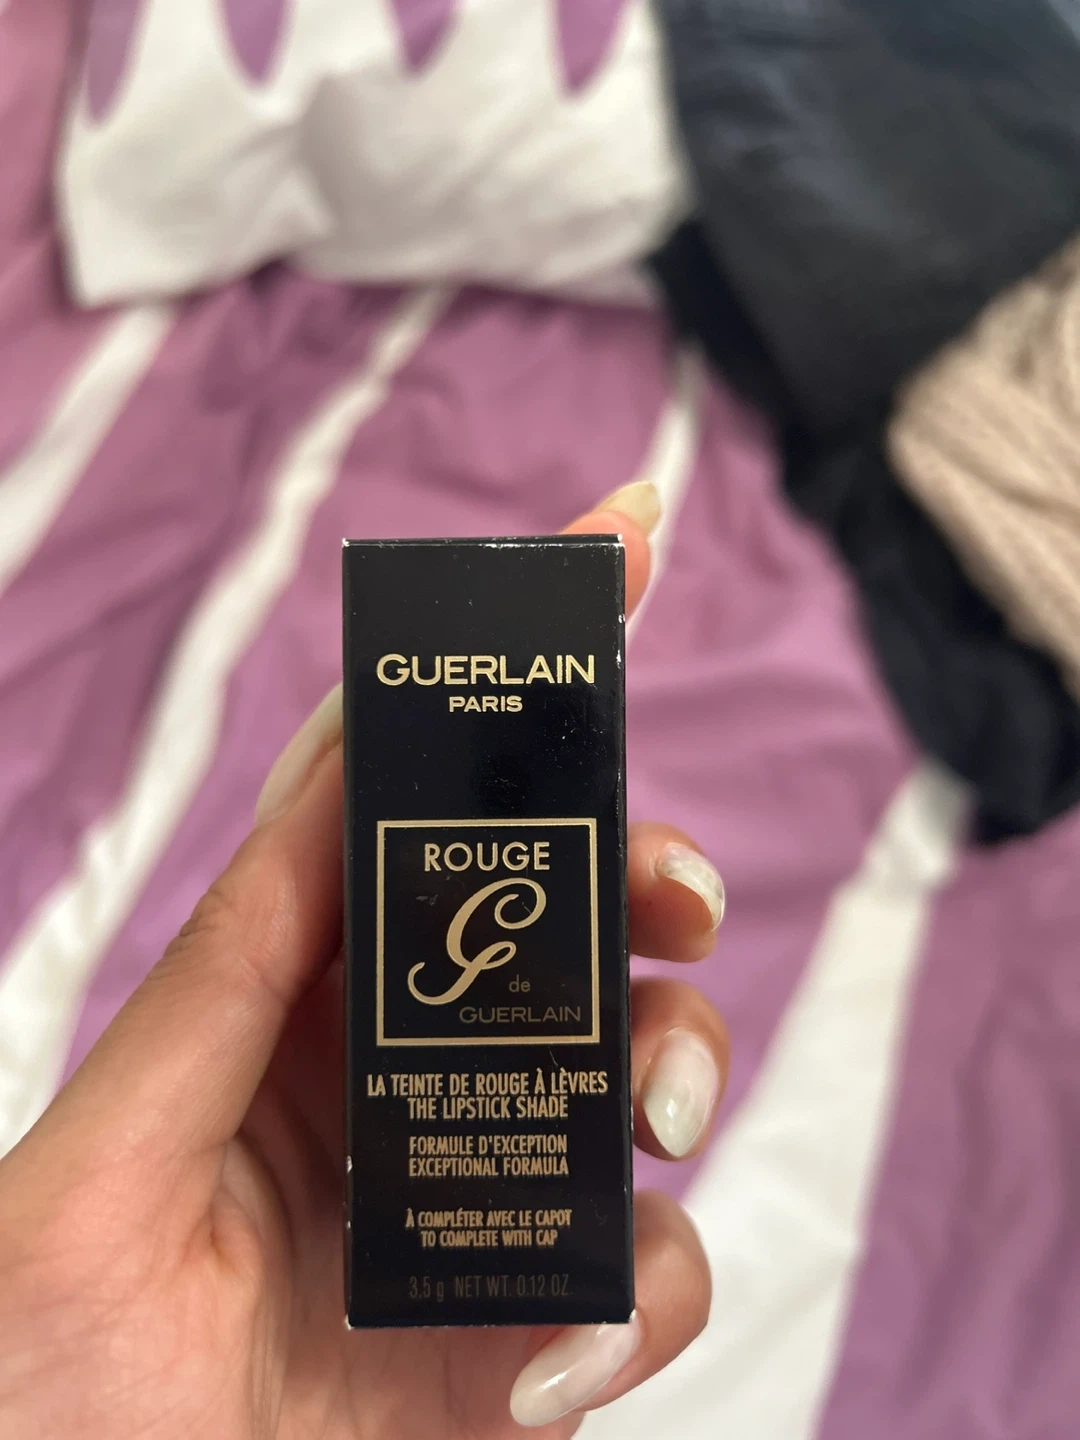 GUERLAIN
PARIS
ROUGE
G
de
GUERLAIN
LA TEINTE DE ROUGE À LÈVRES
THE LIPSTICK SHADE
FORMULE D'EXCEPTION
EXCEPTIONAL FORMULA
À COMPLÉTER AVEC LE CAPOT
TO COMPLETE WITH CAP
3,5 g NET WT. 0.12 OZ.